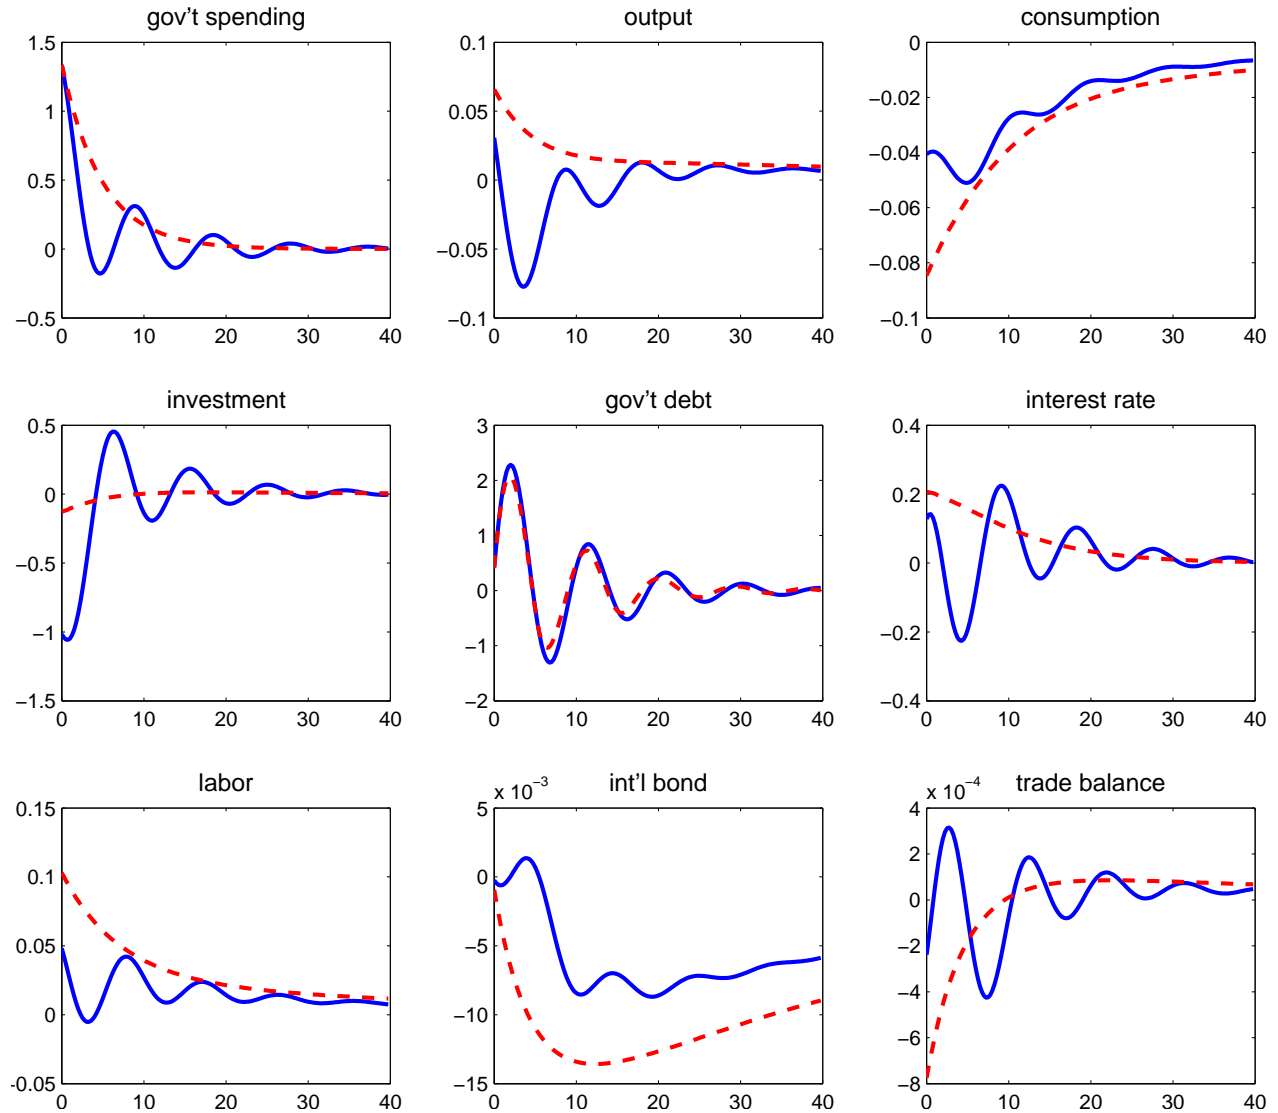 gov't spending output consumption
1.5 0.1 0
1 0.05 −0.02
0.5 0 −0.04
0 −0.05 −0.06
−0.5 −0.1 −0.08
−0.1
0 10 20 30 40 0 10 20 30 40 0 10 20 30 40
investment gov't debt interest rate
0.5 3 0.4
0 2 0.2
−0.5 1 0
−1 0 −0.2
−1.5 −1 −0.4
−2
0 10 20 30 40 0 10 20 30 40 0 10 20 30 40
labor x 10⁻³ int'l bond x 10⁻⁴ trade balance
0.15 5 4
0.1 0 2
0.05 −5 0
0 −10 −2
-0.05 −15 −4
−6
−8
0 10 20 30 40 0 10 20 30 40 0 10 20 30 40